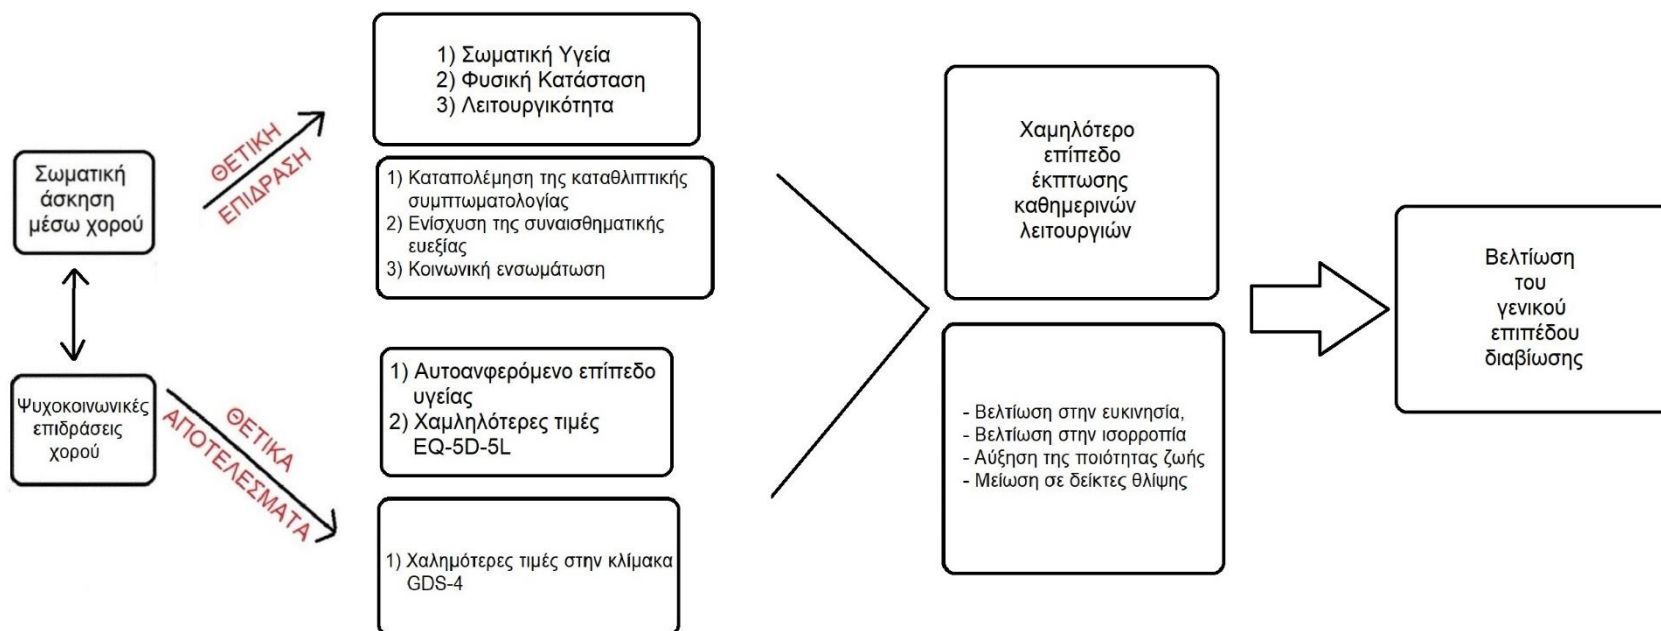 Σωματική
άσκηση
μέσω χορού
Ψυχοκοινωνικές
επιδράσεις
χορού
ΘΕΤΙΚΗ
ΕΠΙΔΡΑΣΗ
ΘΕΤΙΚΑ
ΑΠΟΤΕΛΕΣΜΑΤΑ
1) Σωματική Υγεία
2) Φυσική Κατάσταση
3) Λειτουργικότητα
1) Καταπολέμηση της καταθλιπτικής
συμπτωματολογίας
2) Ενίσχυση της συναισθηματικής
ευεξίας
3) Κοινωνική ενσωμάτωση
1) Αυτοανφερόμενο επίπεδο
υγείας
2) Χαμληλότερες τιμές
EQ-5D-5L
1) Χαλημότερες τιμές στην κλίμακα
GDS-4
Χαμηλότερο
επίπεδο
έκπτωσης
καθημερινών
λειτουργιών
- Βελτίωση στην ευκινησία,
- Βελτίωση στην ισορροπία
- Αύξηση της ποιότητας ζωής
- Μείωση σε δείκτες θλίψης
Βελτίωση
του
γενικού
επιπέδου
διαβίωσης